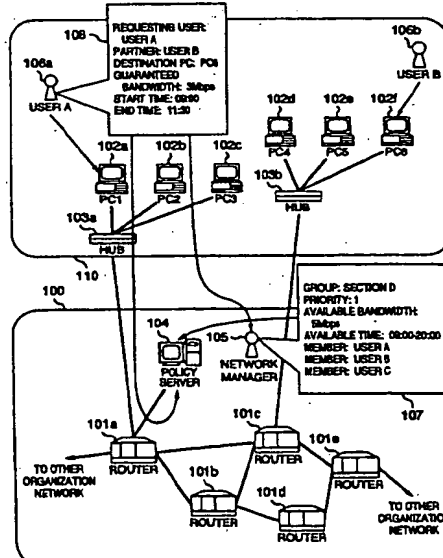 108
REQUESTING USER:
USER A
PARTNER: USER B
DESTINATION PC: PC6
GUARANTEED
BANDWIDTH: 3Mbps
START TIME: 09:00
END TIME: 11:30
106a
USER A
106b
USER B
102a
PC1
102b
PC2
102c
PC3
102d
PC4
102e
PC5
102f
PC6
103a
HUB
103b
HUB
110
100
104
POLICY
SERVER
105
NETWORK
MANAGER
GROUP: SECTION D
PRIORITY: 1
AVAILABLE BANDWIDTH:
5Mbps
AVAILABLE TIME: 09:00-20:00
MEMBER: USER A
MEMBER: USER B
MEMBER: USER C
107
101a
ROUTER
101b
ROUTER
101c
ROUTER
101d
ROUTER
101e
ROUTER
TO OTHER
ORGANIZATION
NETWORK
TO OTHER
ORGANIZATION
NETWORK